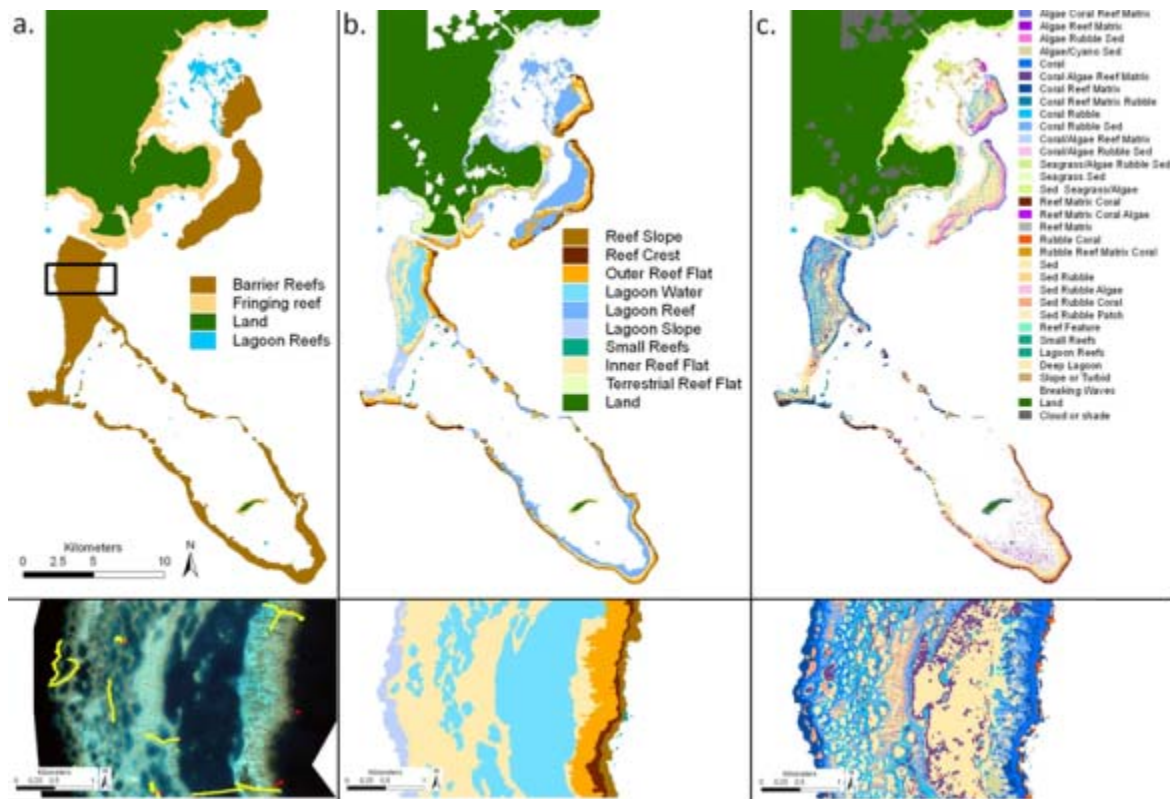 a.
Barrier Reefs
Fringing reef
Land
Lagoon Reefs
Kilometers
0 2.5 5 10
N
b.
Reef Slope
Reef Crest
Outer Reef Flat
Lagoon Water
Lagoon Reef
Lagoon Slope
Small Reefs
Inner Reef Flat
Terrestrial Reef Flat
Land
c.
Algae Coral Reef Matrix
Algae Reef Matrix
Algae Rubble Sed
Algae/Cyano Sed
Coral
Coral Algae Reef Matrix
Coral Reef Matrix
Coral Reef Matrix Rubble
Coral Rubble
Coral Rubble Sed
Coral/Algae Reef Matrix
Coral/Algae Rubble Sed
Seagrass/Algae Rubble Sed
Seagrass Sed
Sed Seagrass/Algae
Reef Matrix Coral
Reef Matrix Coral Algae
Reef Matrix
Rubble Coral
Rubble Reef Matrix Coral
Sed
Sed Rubble
Sed Rubble Algae
Sed Rubble Coral
Sed Rubble Patch
Reef Feature
Small Reefs
Lagoon Reefs
Deep Lagoon
Slope or Turbid
Breaking Waves
Land
Cloud or shade
Kilometers
Kilometers
Kilometers